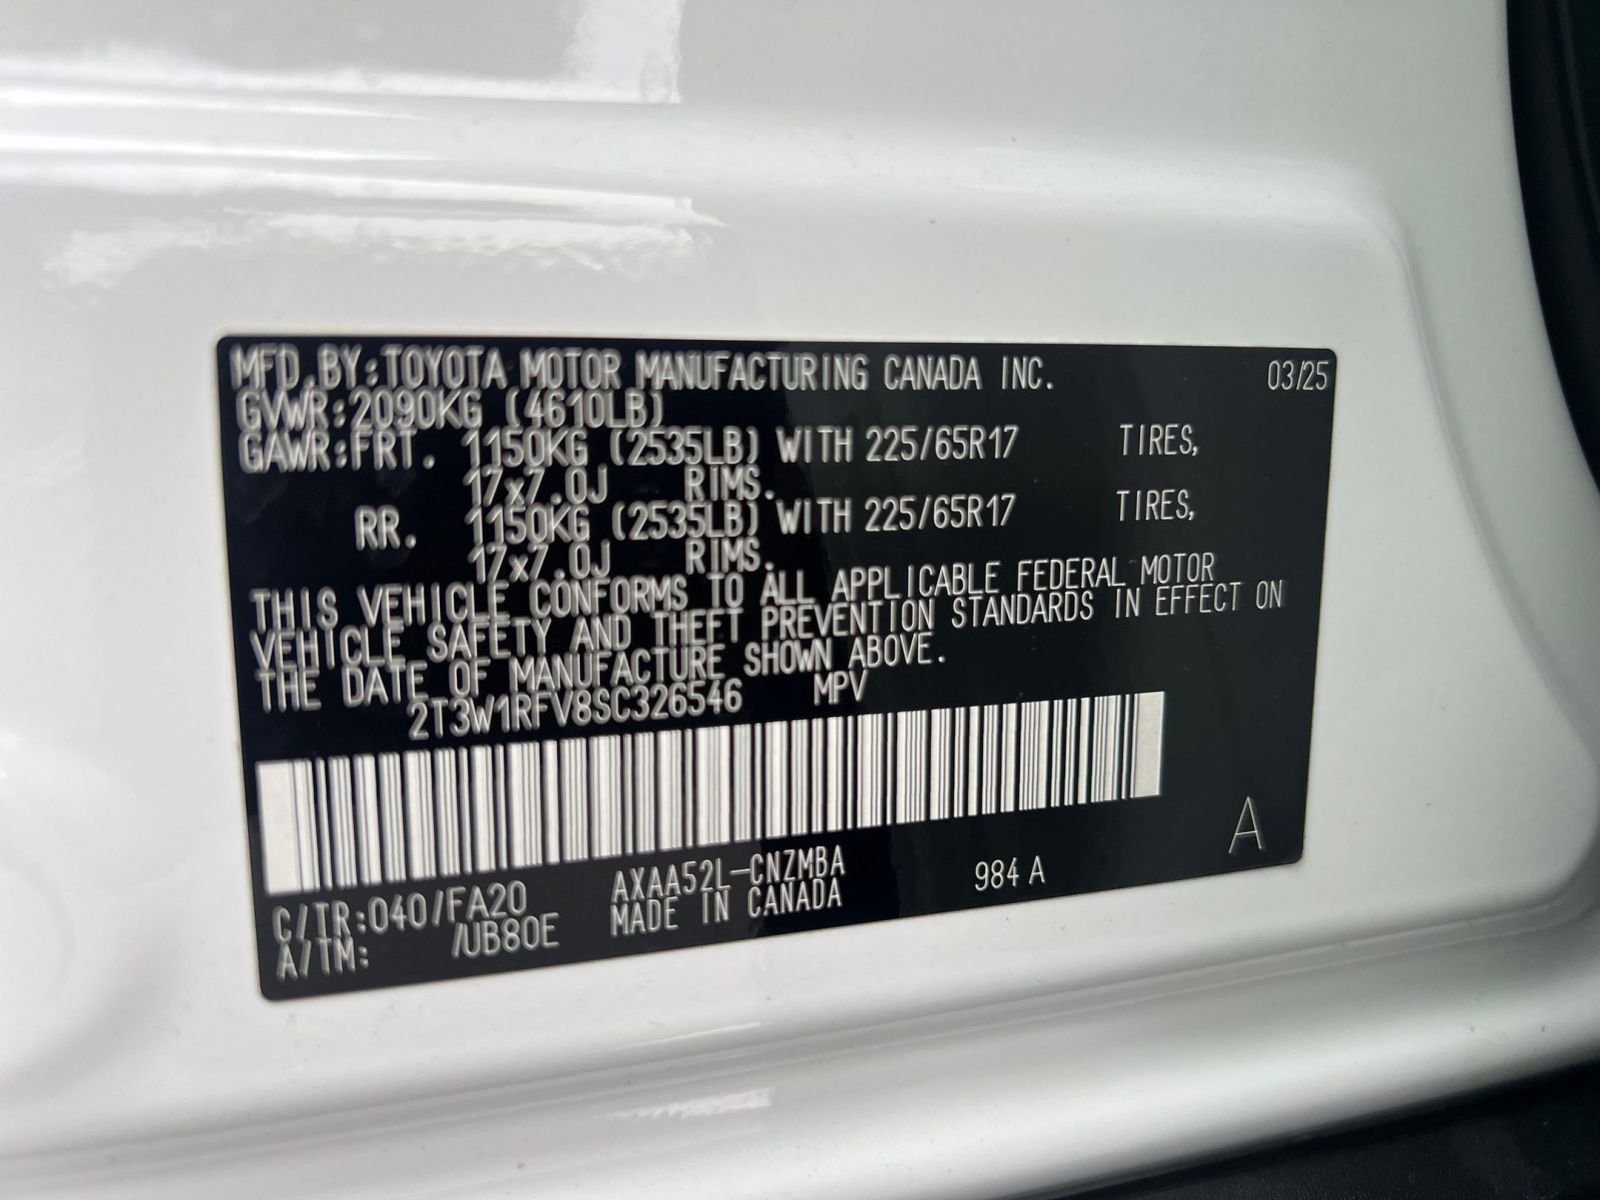 MFD.BY:TOYOTA MOTOR MANUFACTURING CANADA INC. 03/25
GVWR:2090KG (4610LB)
GAWR:FRT. 1150KG (2535LB) WITH 225/65R17 TIRES,
17x7.0J RIMS.
RR. 1150KG (2535LB) WITH 225/65R17 TIRES,
17x7.0J RIMS.
THIS VEHICLE CONFORMS TO ALL APPLICABLE FEDERAL MOTOR
VEHICLE SAFETY AND THEFT PREVENTION STANDARDS IN EFFECT ON
THE DATE OF MANUFACTURE SHOWN ABOVE.
2T3W1RFV8SC326546 MPV
A
C/TR:040/FA20 AXAA52L-CNZMBA 984 A
A/TM: /UB80E MADE IN CANADA